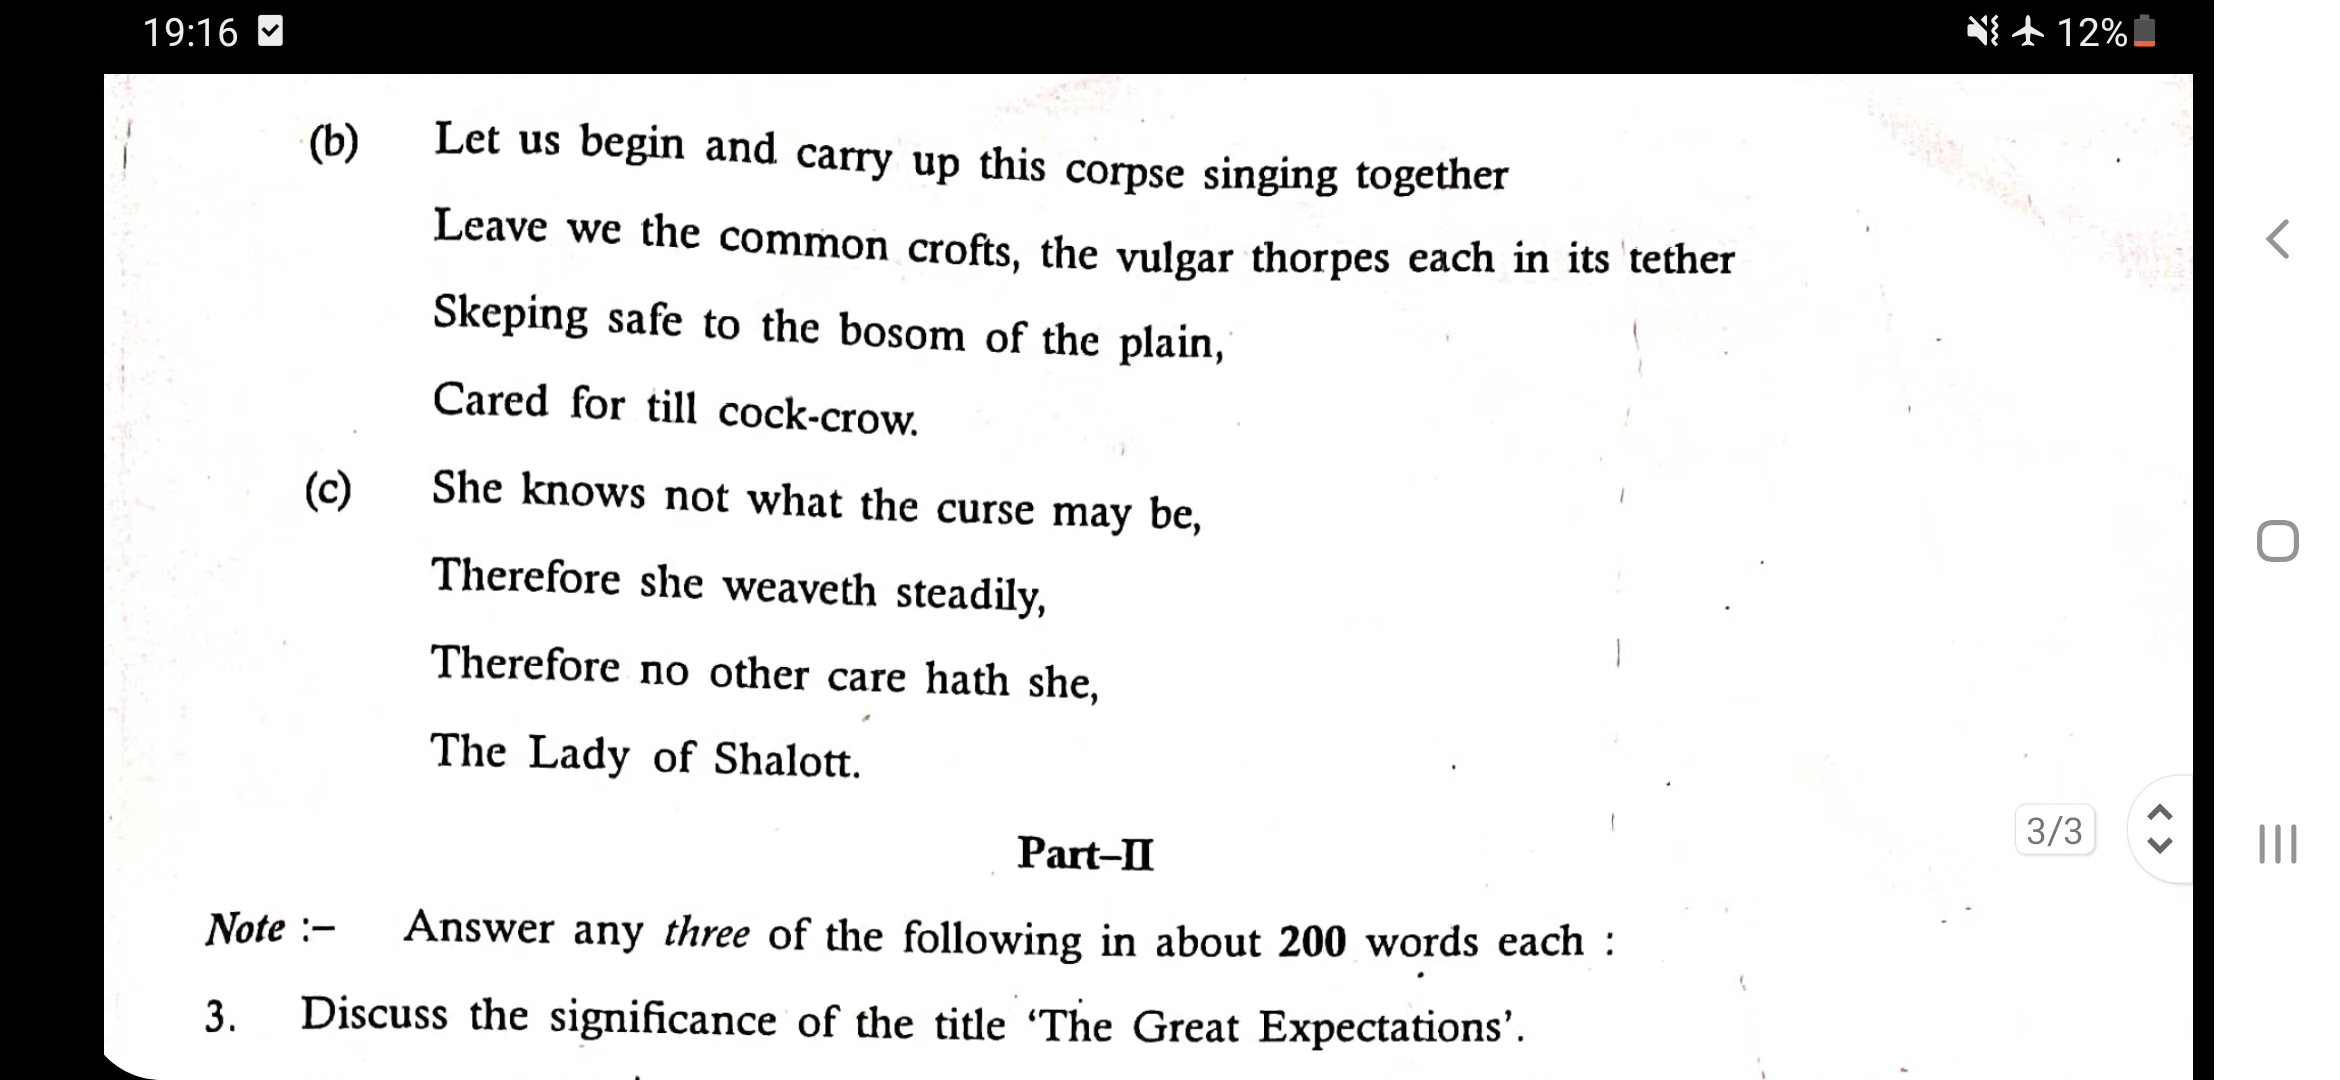 19:16 12%
(b) Let us begin and carry up this corpse singing together
Leave we the common crofts, the vulgar thorpes each in its tether
Skeping safe to the bosom of the plain,
Cared for till cock-crow.
(c) She knows not what the curse may be,
Therefore she weaveth steadily,
Therefore no other care hath she,
The Lady of Shalott.
3/3
Part–II
Note :– Answer any three of the following in about 200 words each :
3. Discuss the significance of the title ‘The Great Expectations’.